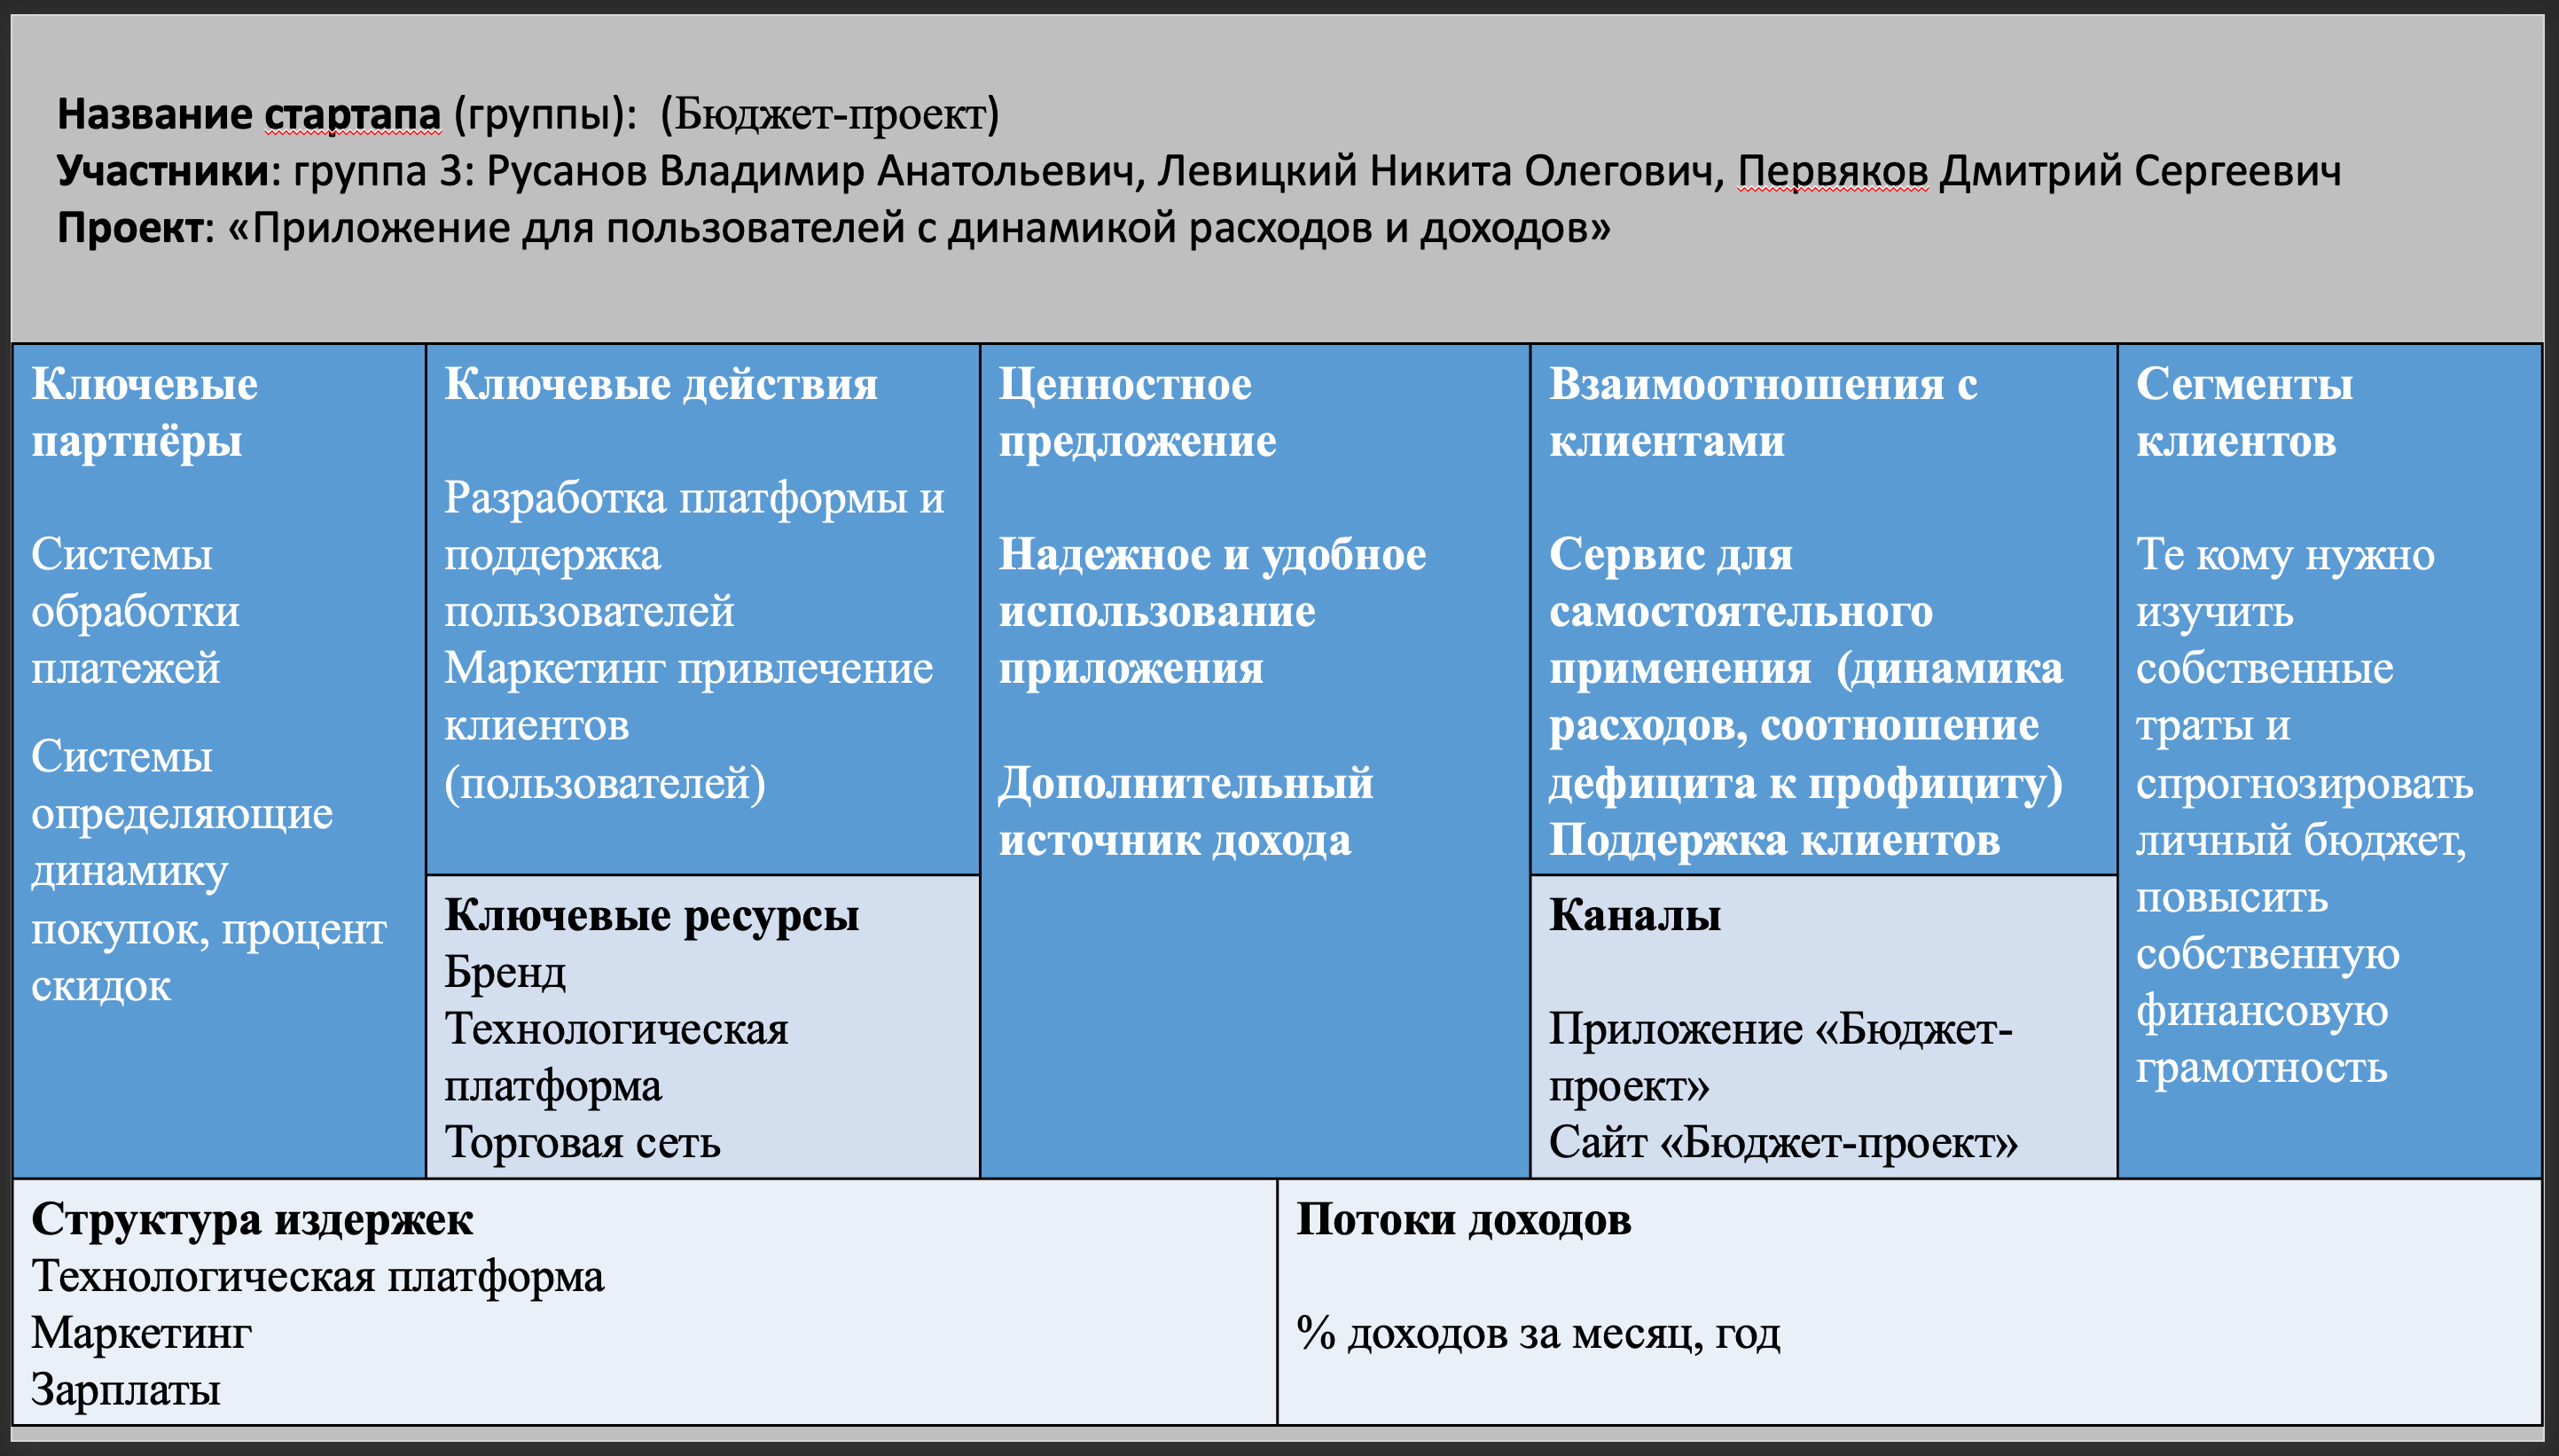 Название стартапа (группы):  (Бюджет-проект)
Участники: группа 3: Русанов Владимир Анатольевич, Левицкий Никита Олегович, Первяков Дмитрий Сергеевич
Проект: «Приложение для пользователей с динамикой расходов и доходов»
Ключевые
партнёры
Системы
обработки
платежей
Системы
определяющие
динамику
покупок, процент
скидок
Ключевые действия
Разработка платформы и
поддержка
пользователей
Маркетинг привлечение
клиентов
(пользователей)
Ключевые ресурсы
Бренд
Технологическая
платформа
Торговая сеть
Ценностное
предложение
Надежное и удобное
использование
приложения
Дополнительный
источник дохода
Взаимоотношения с
клиентами
Сервис для
самостоятельного
применения  (динамика
расходов, соотношение
дефицита к профициту)
Поддержка клиентов
Каналы
Приложение «Бюджет-
проект»
Сайт «Бюджет-проект»
Сегменты
клиентов
Те кому нужно
изучить
собственные
траты и
спрогнозировать
личный бюджет,
повысить
собственную
финансовую
грамотность
Структура издержек
Технологическая платформа
Маркетинг
Зарплаты
Потоки доходов
% доходов за месяц, год